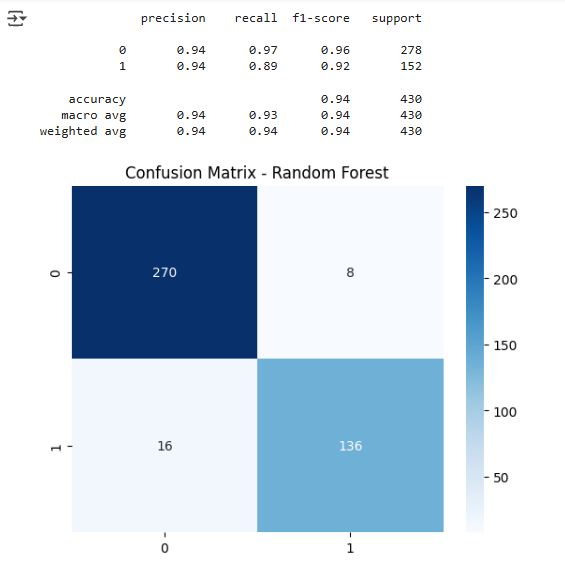 precision recall f1-score support
0 0.94 0.97 0.96 278
1 0.94 0.89 0.92 152
accuracy 0.94 430
macro avg 0.94 0.93 0.94 430
weighted avg 0.94 0.94 0.94 430
Confusion Matrix - Random Forest
0 270 8
1 16 136
0 1
250
200
150
100
50